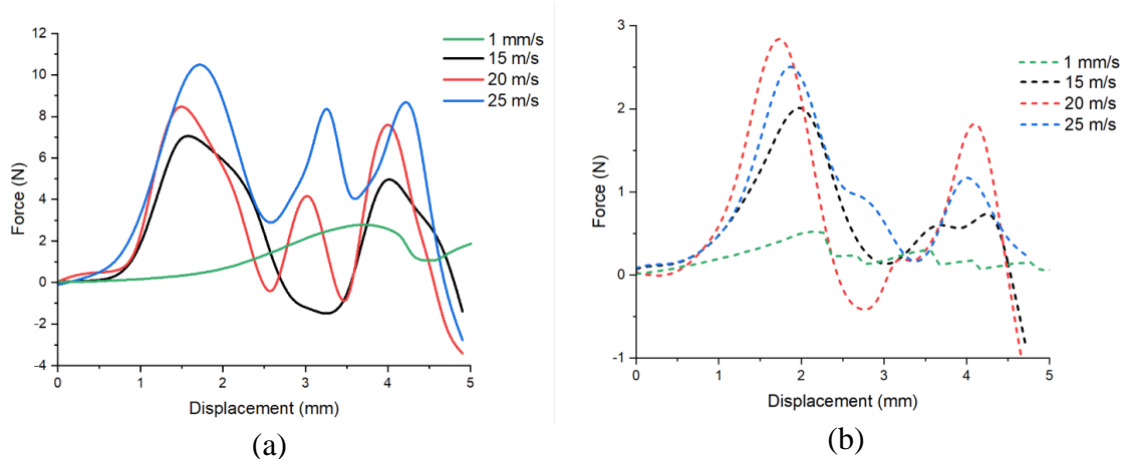 12
10
8
6
4
2
0
-2
-4
Force (N)
0 1 2 3 4 5
Displacement (mm)
1 mm/s
15 m/s
20 m/s
25 m/s
(a)
3
2
1
0
-1
Force (N)
0 1 2 3 4 5
Displacement (mm)
1 mm/s
15 m/s
20 m/s
25 m/s
(b)